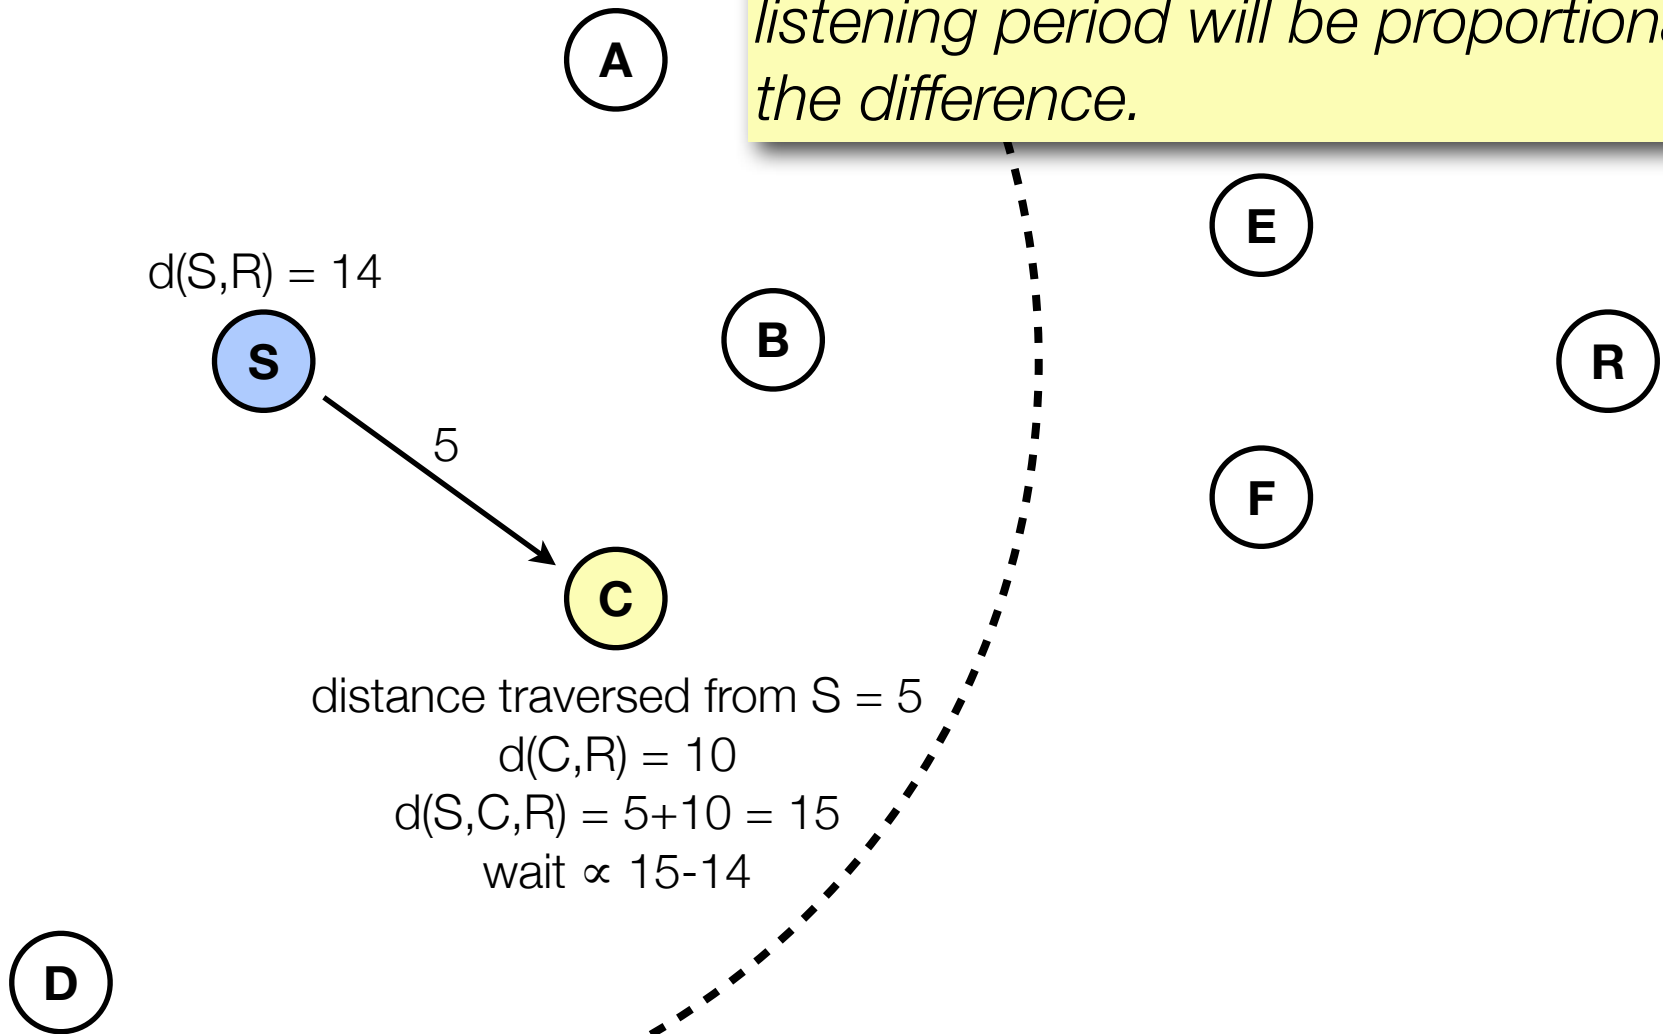 listening period will be proportiona
the difference.
A
E
d(S,R) = 14
B
S
R
5
F
C
distance traversed from S = 5
d(C,R) = 10
d(S,C,R) = 5+10 = 15
wait ∝ 15-14
D